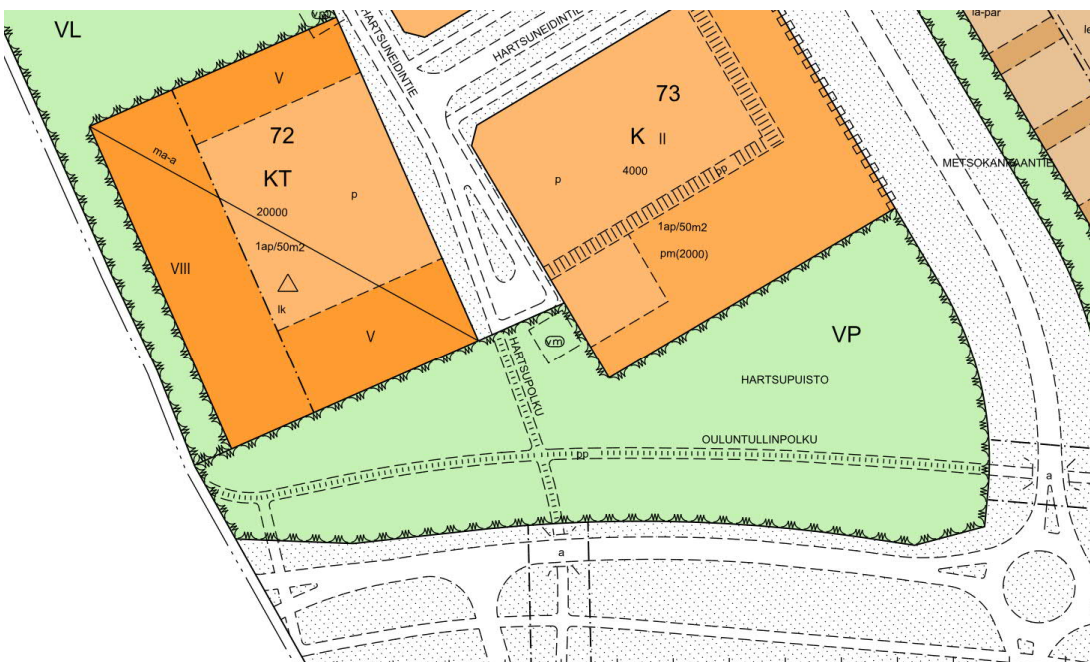 VL
HARTSUNEIDINTIE
HARTSUNEIDINTIE
la-par
V
72
73
ma-a
KT
K II
METSOKANKAANTIE
p
p
4000
pp
20000
1ap/50m2
1ap/50m2
pm(2000)
VIII
lk
V
vm
VP
HARTSUPOLKU
HARTSUPUISTO
OULUNTULLINPOLKU
pp
a
a